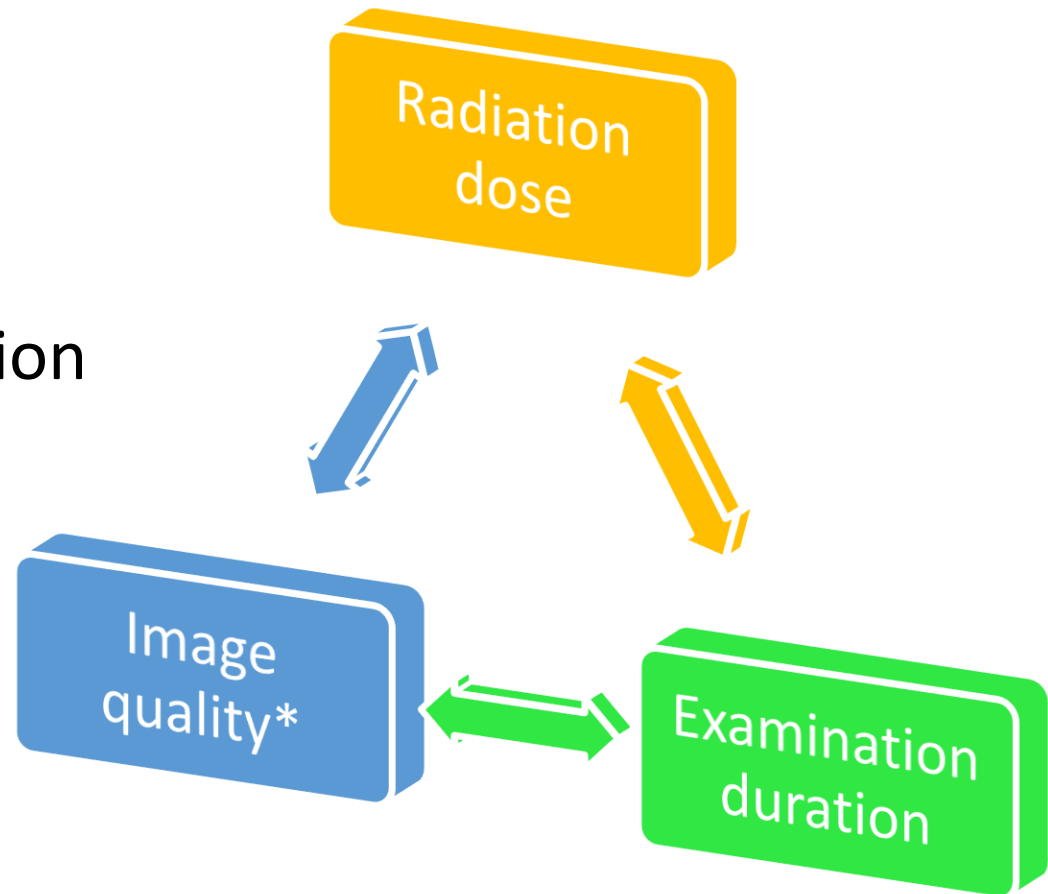 Radiation
dose
ion
Image
quality*
Examination
duration